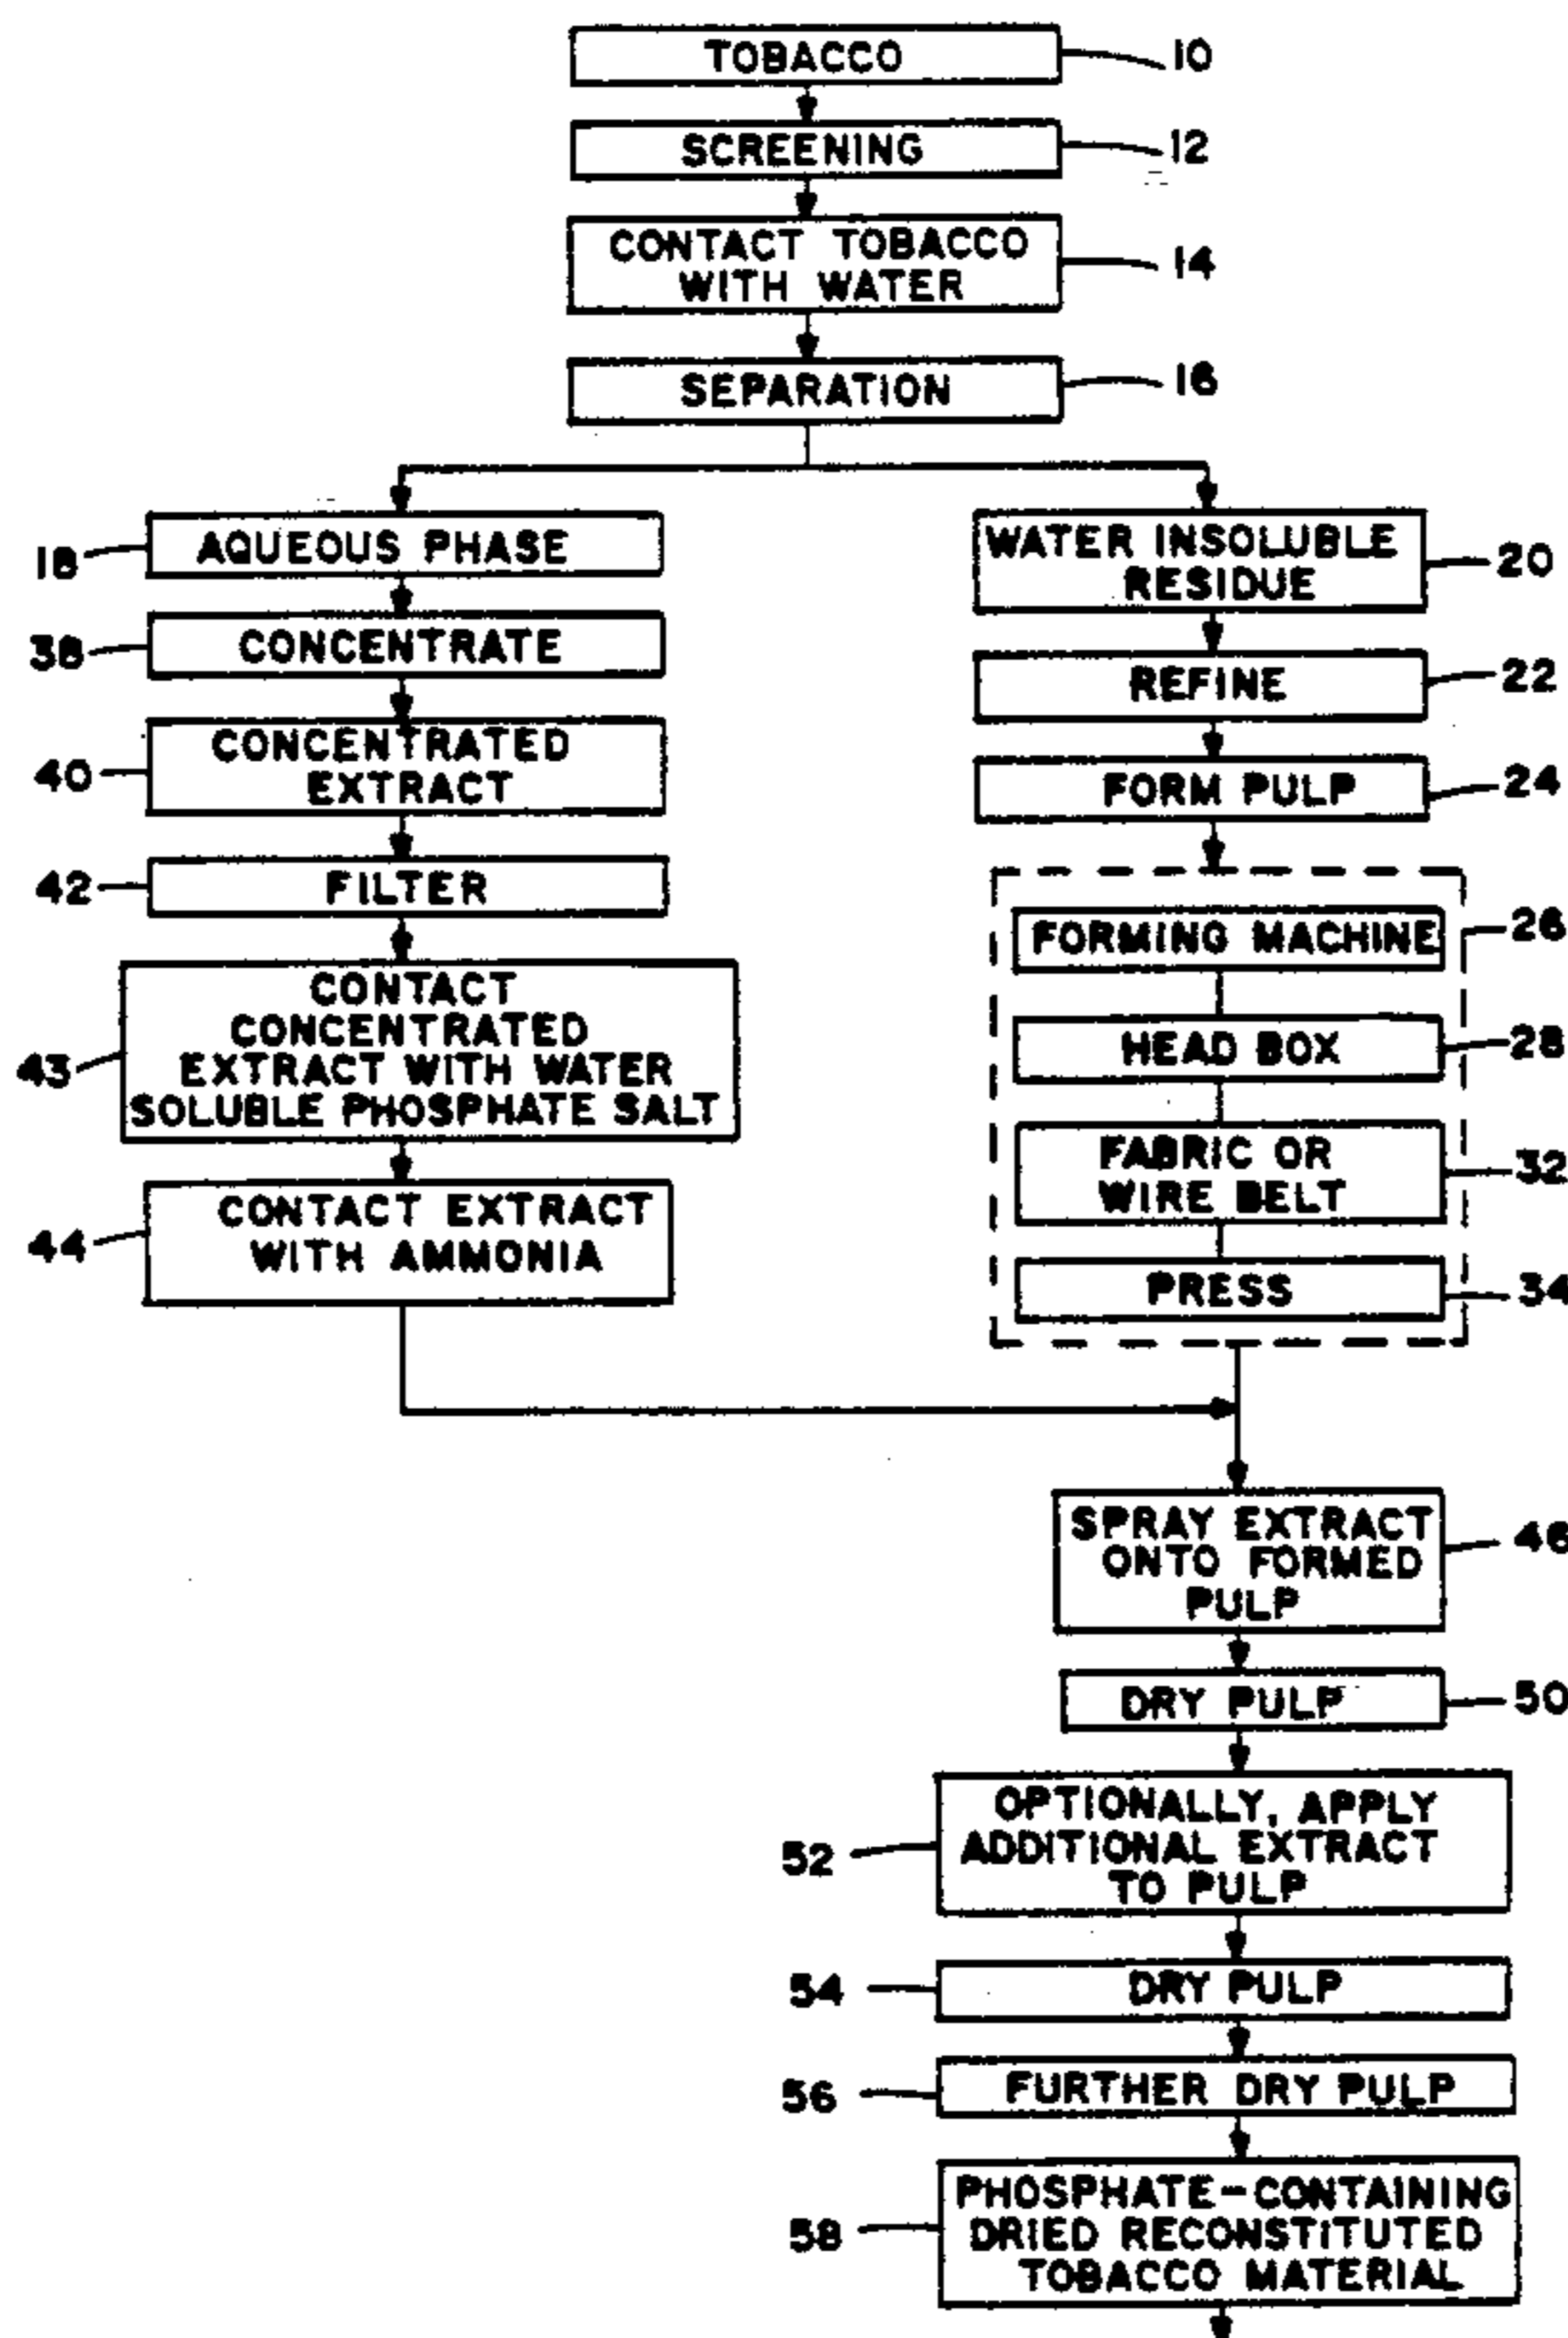 TOBACCO
10
SCREENING
12
CONTACT TOBACCO
WITH WATER
14
SEPARATION
16
AQUEOUS PHASE
18
CONCENTRATE
38
CONCENTRATED
EXTRACT
40
FILTER
42
CONTACT
CONCENTRATED
EXTRACT WITH WATER
SOLUBLE PHOSPHATE SALT
43
CONTACT EXTRACT
WITH AMMONIA
44
WATER INSOLUBLE
RESIDUE
20
REFINE
22
FORM PULP
24
FORMING MACHINE
26
HEAD BOX
28
FABRIC OR
WIRE BELT
32
PRESS
34
SPRAY EXTRACT
ONTO FORMED
PULP
46
DRY PULP
50
OPTIONALLY, APPLY
ADDITIONAL EXTRACT
TO PULP
52
DRY PULP
54
FURTHER DRY PULP
56
PHOSPHATE-CONTAINING
DRIED RECONSTITUTED
TOBACCO MATERIAL
58